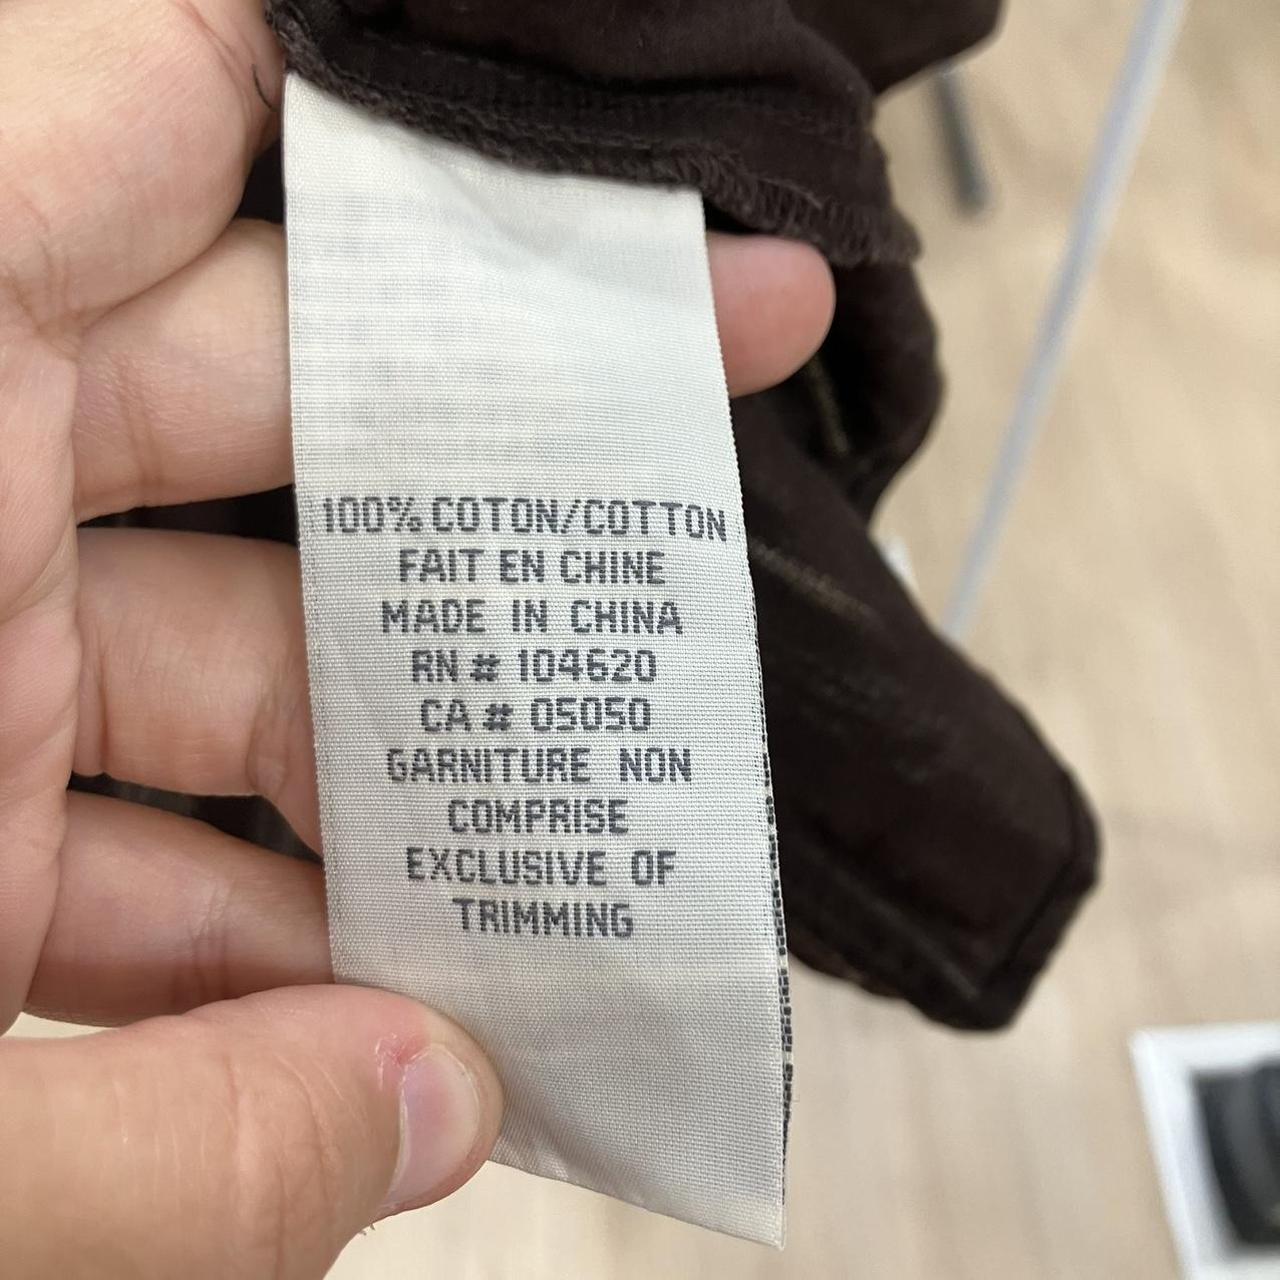 100% COTON/COTTON
FAIT EN CHINE
MADE IN CHINA
RN # 104620
CA # 05050
GARNITURE NON
COMPRISE
EXCLUSIVE OF
TRIMMING